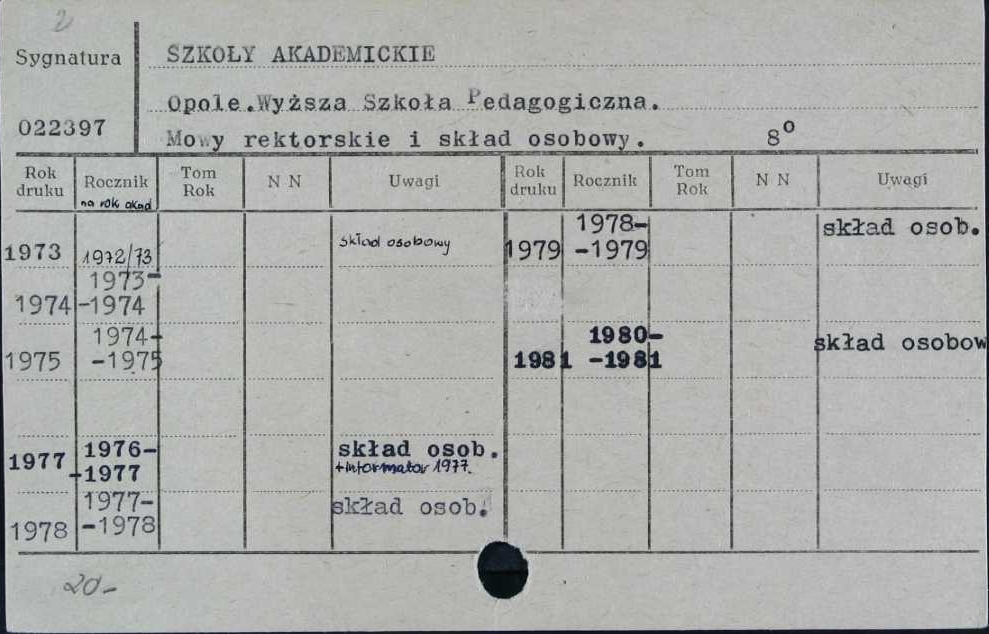 2
Sygnatura
022397
SZKOŁY AKADEMICKIE
Opole.Wyższa Szkoła Pedagogiczna.
Mowy rektorskie i skład osobowy. 8º
Rok druku Rocznik na rok akad Tom Rok N N Uwagi Rok druku Rocznik Tom Rok N N Uwagi
1973 1972/73 skład osobowy
1974 1973-
-1974
1975 1974-
-1975
1977 1976-
-1977 skład osob.
+informator 1977.
1978 1977-
-1978 skład osob.
1979 1978-
-1979 skład osob.
1981 1980-
-1981 skład osobow
20-